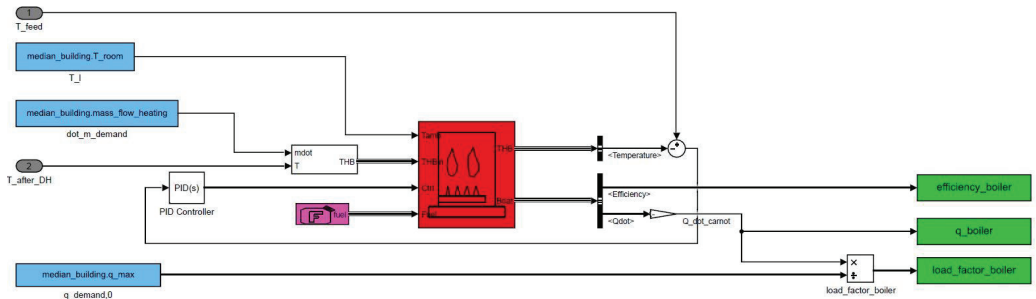 1
T_feed
median_building.T_room
T_I
median_building.mass_flow_heating
dot_m_demand
mdot
T
THB
2
T_after_DH
PID(s)
PID Controller
fuel
Tamb
THBin
Ctrl
Fuel
THB
Boar
<Temperature>
<Efficiency>
<Qdot>
Q_dot_carnot
efficiency_boiler
q_boiler
load_factor_boiler
load_factor_boiler
median_building.q_max
q_demand,0